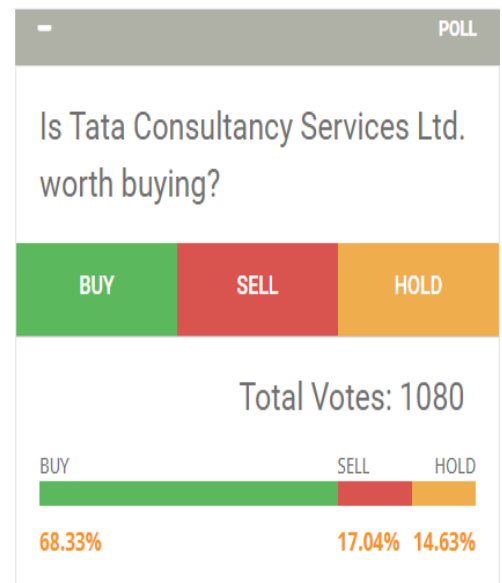 POLL
Is Tata Consultancy Services Ltd.
worth buying?
BUY SELL HOLD
Total Votes: 1080
BUY SELL HOLD
68.33% 17.04% 14.63%